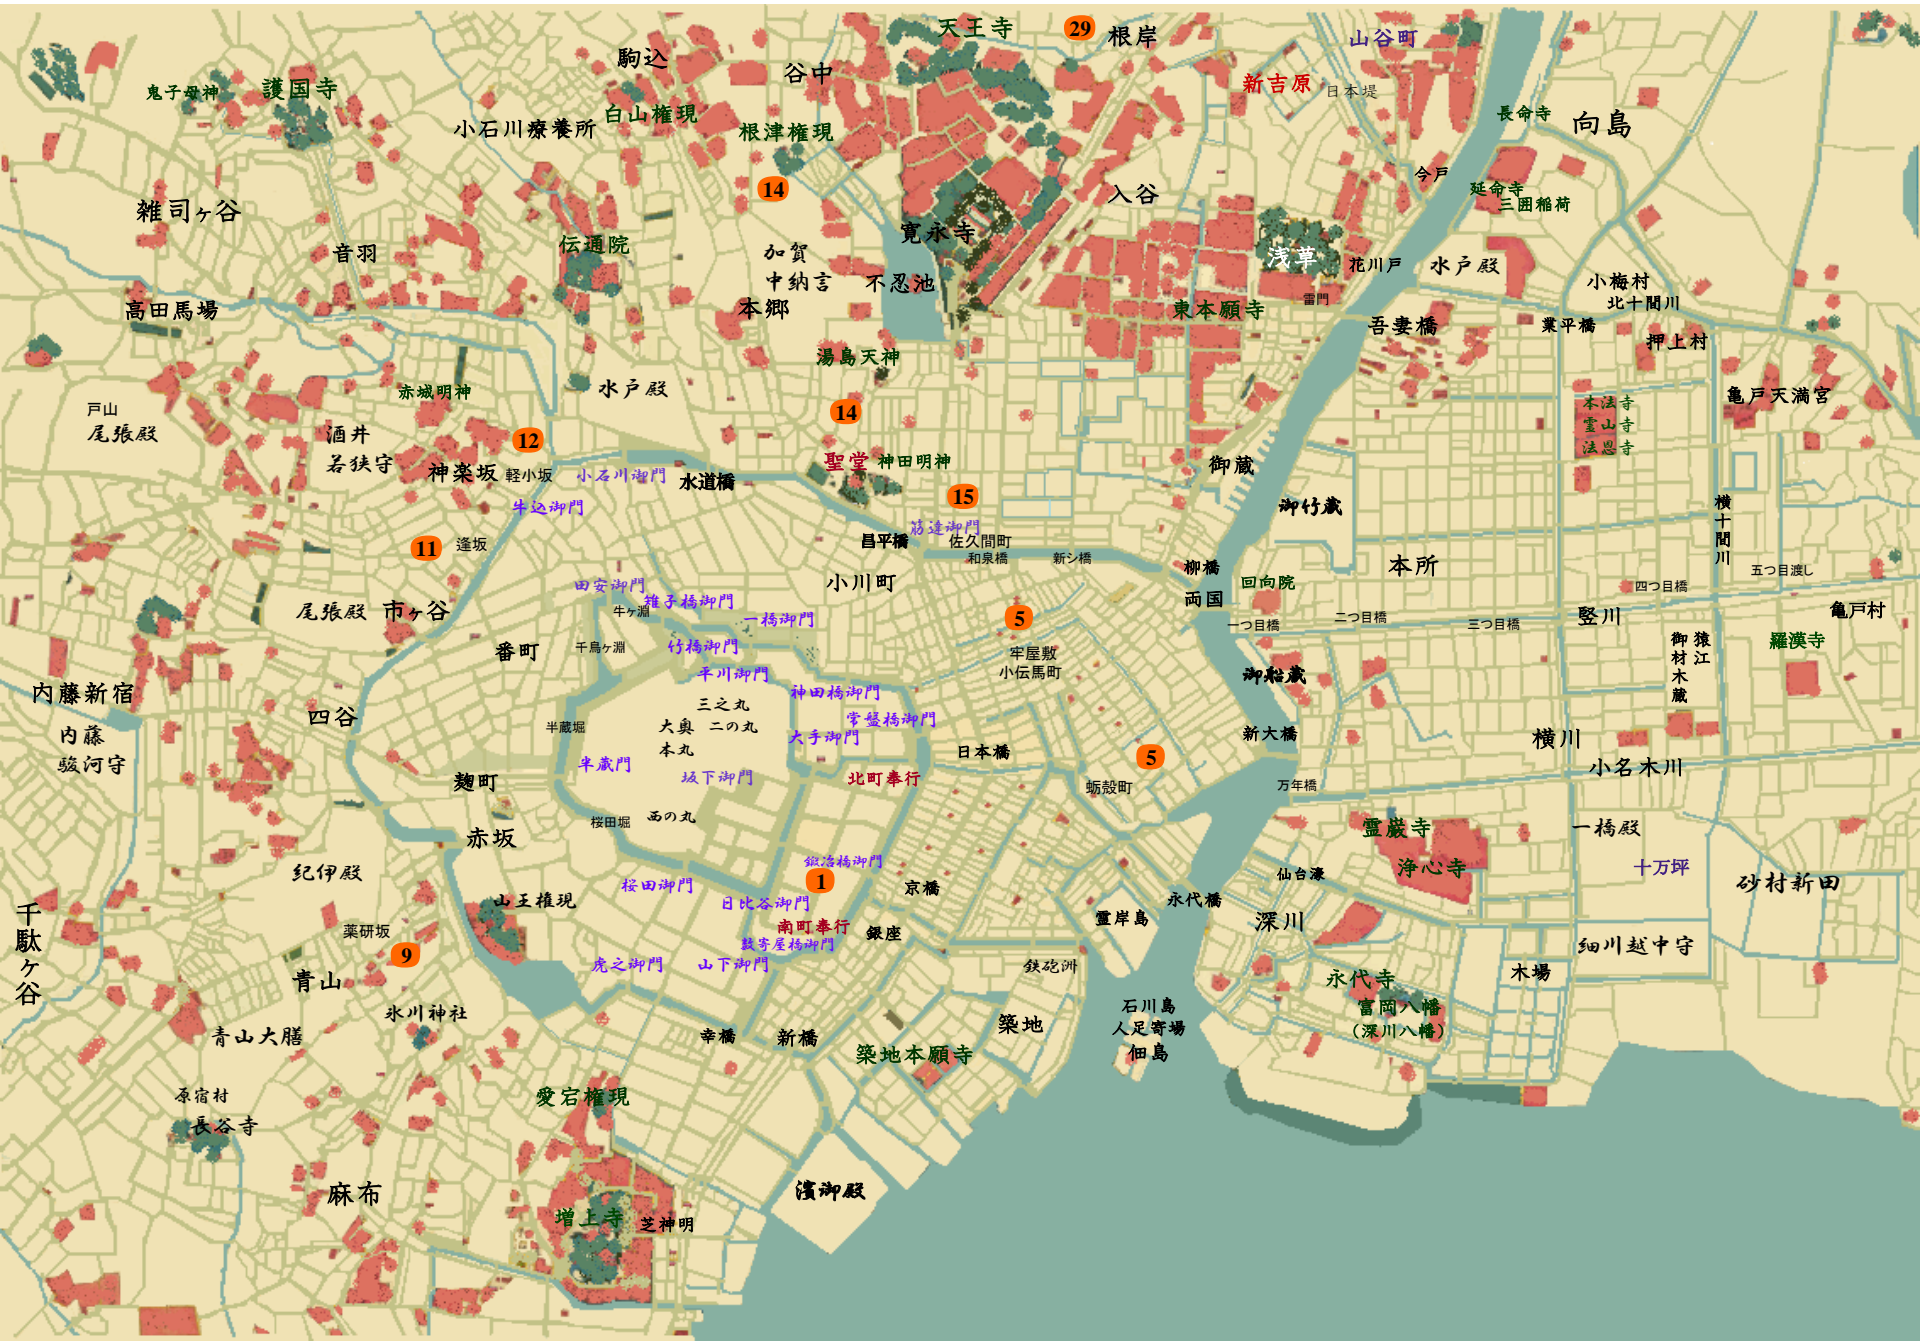 天王寺
29
根岸
山谷町
駒込
谷中
新吉原
日本堤
鬼子母神
護国寺
白山権現
根津権現
小石川療養所
長命寺
向島
今戸
延命寺
三囲稲荷
14
入谷
雑司ヶ谷
音羽
伝通院
加賀
中納言
本郷
寛永寺
不忍池
浅草
花川戸
水戸殿
雷門
東本願寺
吾妻橋
小梅村
北十間川
業平橋
押上村
高田馬場
湯島天神
赤城明神
水戸殿
戸山
尾張殿
酒井
若狭守
14
12
神楽坂
軽小坂
小石川御門
水道橋
聖堂
神田明神
15
御蔵
御竹蔵
本法寺
霊山寺
法恩寺
亀戸天満宮
横十間川
牛込御門
11
逢坂
筋違御門
昌平橋
佐久間町
和泉橋
新シ橋
柳橋
両国
回向院
本所
四つ目橋
五つ目渡し
小川町
尾張殿
市ヶ谷
田安御門
雉子橋御門
牛ヶ淵
一橋御門
5
一つ目橋
二つ目橋
三つ目橋
竪川
亀戸村
羅漢寺
猿江
御材木蔵
番町
千鳥ヶ淵
竹橋御門
平川御門
牢屋敷
小伝馬町
御船蔵
内藤新宿
内藤
駿河守
四谷
半蔵堀
三之丸
大奥
二の丸
本丸
神田橋御門
常盤橋御門
大手御門
日本橋
5
新大橋
横川
小名木川
半蔵門
坂下御門
北町奉行
麹町
蛎殻町
万年橋
桜田堀
西の丸
赤坂
霊巌寺
浄心寺
一橋殿
十万坪
砂村新田
紀伊殿
鍛冶橋御門
1
桜田御門
日比谷御門
京橋
仙台濠
永代橋
山王権現
南町奉行
銀座
霊岸島
深川
千駄ヶ谷
薬研坂
9
数寄屋橋御門
虎之御門
山下御門
鉄砲洲
細川越中守
木場
青山
永代寺
富岡八幡
(深川八幡)
氷川神社
青山大膳
幸橋
新橋
築地
石川島
人足寄場
佃島
築地本願寺
原宿村
長谷寺
愛宕権現
麻布
濱御殿
増上寺
芝神明